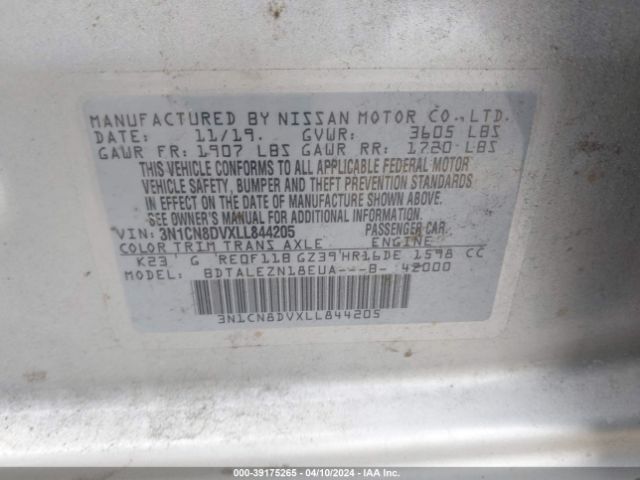 MANUFACTURED BY NISSAN MOTOR CO.,LTD.
DATE: 11/19. GVWR: 3605 LBS
GAWR FR: 1907 LBS GAWR RR: 1720 LBS
THIS VEHICLE CONFORMS TO ALL APPLICABLE FEDERAL MOTOR
VEHICLE SAFETY, BUMPER AND THEFT PREVENTION STANDARDS
IN EFFECT ON THE DATE OF MANUFACTURE SHOWN ABOVE.
SEE OWNER'S MANUAL FOR ADDITIONAL INFORMATION.
VIN: 3N1CN8DVXLL844205 PASSENGER CAR.
COLOR TRIM TRANS AXLE ENGINE
K23 G RE0F11B GZ39 HR16DE 1598 CC
MODEL: BDTALEZN18EUA---B- 42000
3N1CN8DVXLL844205
000-39175265 - 04/10/2024 - IAA Inc.